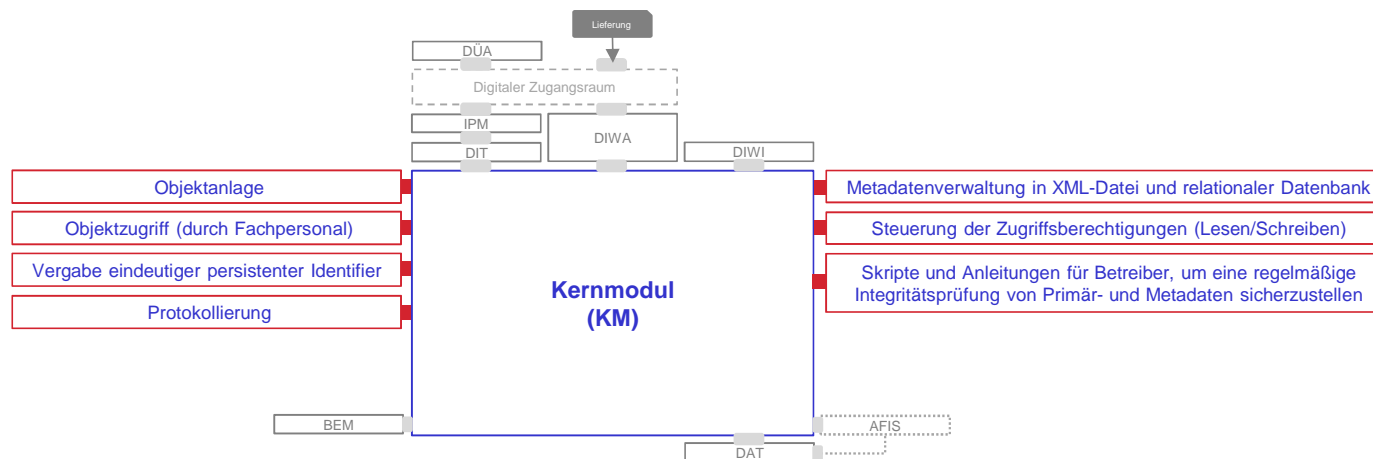 Lieferung
DÜA
Digitaler Zugangsraum
IPM
DIWA
DIT
DIWI
Objektanlage
Objektzugriff (durch Fachpersonal)
Vergabe eindeutiger persistenter Identifier
Protokollierung
Kernmodul
(KM)
Metadatenverwaltung in XML-Datei und relationaler Datenbank
Steuerung der Zugriffsberechtigungen (Lesen/Schreiben)
Skripte und Anleitungen für Betreiber, um eine regelmäßige
Integritätsprüfung von Primär- und Metadaten sicherzustellen
BEM
AFIS
DAT